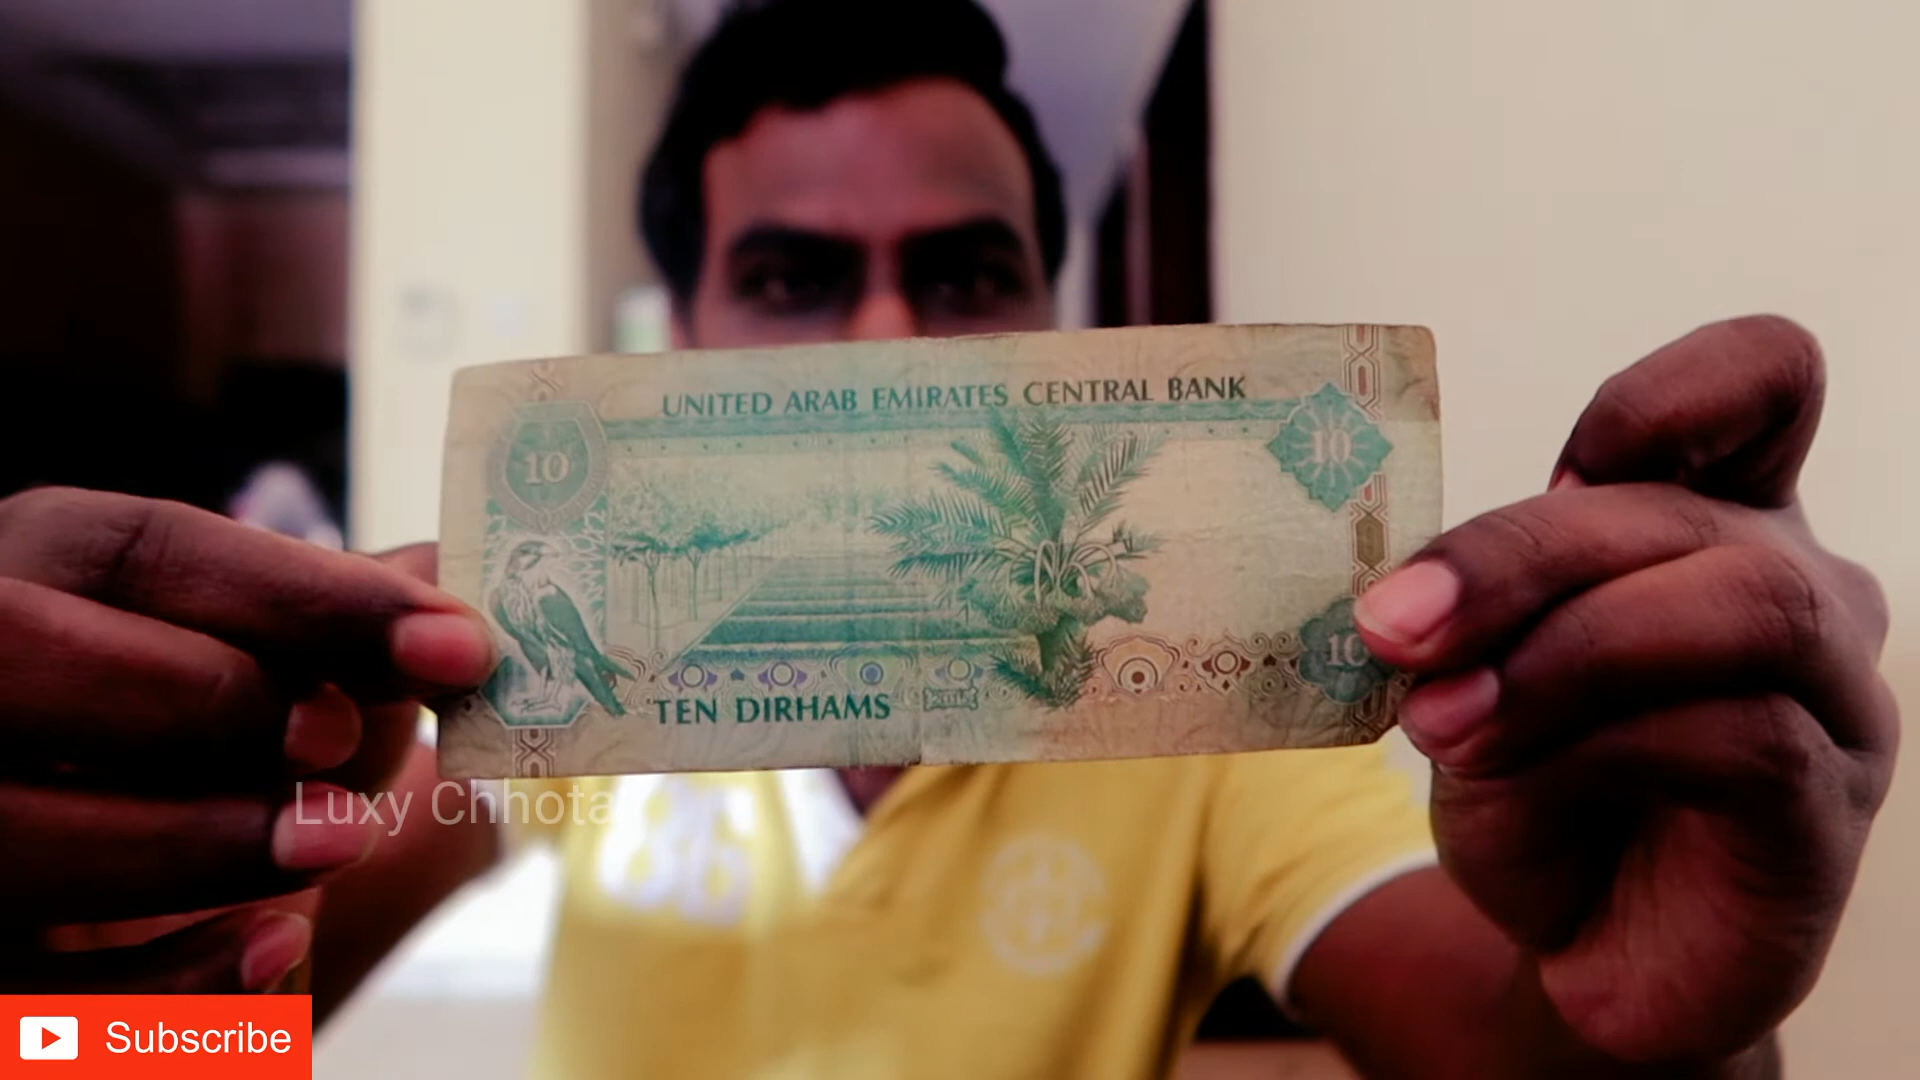 UNITED ARAB EMIRATES CENTRAL BANK
10
10
10
TEN DIRHAMS
Luxy Chhota
Subscribe